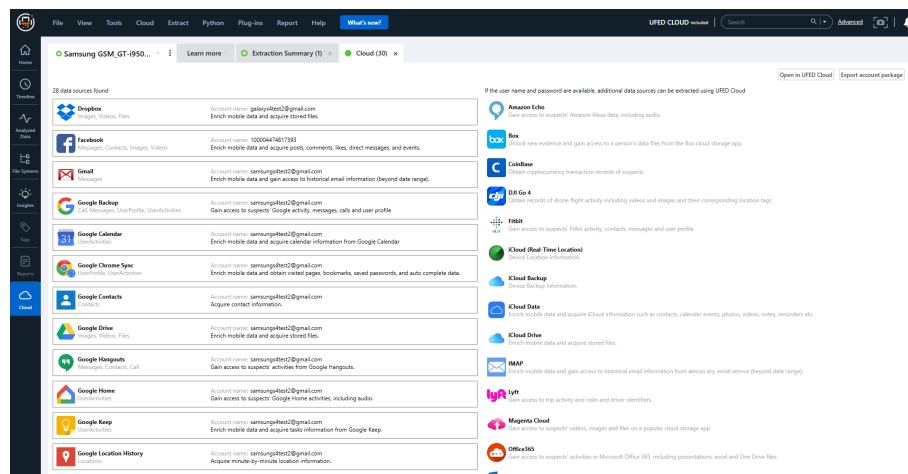 File View Tools Cloud Extract Python Plug-ins Report Help What's new? UFED CLOUD included Search Advanced
Home
Timeline
Analyzed
Data
File Systems
Insights
Tags
Reports
Cloud
Samsung GSM_GT-i950... Learn more Extraction Summary (1) × Cloud (30) ×
Open in UFED Cloud Export account package
28 data sources found
Dropbox
Images, Videos, Files
Account name: galaxys4test2@gmail.com
Enrich mobile data and acquire stored files.
Facebook
Messages, Contacts, Images, Videos
Account name: 100004474817593
Enrich mobile data and acquire posts, comments, likes, direct messages, and events.
Gmail
Messages
Account name: samsungs4test2@gmail.com
Enrich mobile data and gain access to historical email information (beyond date range).
Google Backup
Call, Messages, UserProfile, UserActivities
Account name: samsungs4test2@gmail.com
Gain access to suspects' Google activity, messages, calls and user profile
31
Google Calendar
UserActivities
Account name: samsungs4test2@gmail.com
Enrich mobile data and acquire calendar information from Google Calendar
Google Chrome Sync
UserProfile, UserActivities
Account name: samsungs4test2@gmail.com
Enrich mobile data and obtain visited pages, bookmarks, saved passwords, and auto complete data.
Google Contacts
Contacts
Account name: samsungs4test2@gmail.com
Acquire contact information.
Google Drive
Images, Videos, Files
Account name: samsungs4test2@gmail.com
Enrich mobile data and acquire stored files.
Google Hangouts
Messages, Contacts, Call
Account name: samsungs4test2@gmail.com
Gain access to suspects' activities from Google Hangouts.
Google Home
UserActivities
Account name: samsungs4test2@gmail.com
Gain access to suspects' Google Home activities, including audio.
Google Keep
UserActivities
Account name: samsungs4test2@gmail.com
Enrich mobile data and acquire tasks information from Google Keep.
Google Location History
Locations
Account name: samsungs4test2@gmail.com
Acquire minute-by-minute location information.
If the user name and password are available, additional data sources can be extracted using UFED Cloud
Amazon Echo
Gain access to suspects' Amazon Alexa data, including audio.
box
Box
Unlock new evidence and gain access to a person's data files from the Box cloud storage app.
C
CoinBase
Obtain cryptocurrency transaction records of suspects
dji
DJI Go 4
Obtain records of drone flight activity including videos and images and their corresponding location tags
Fitbit
Gain access to suspects' Fitbit activity, contacts, messages and user profile
iCloud (Real-Time Location)
Device Location Information.
iCloud Backup
Device Backup Information.
iCloud Data
Enrich mobile data and acquire iCloud information such as contacts, calendar events, photos, videos, notes, reminders etc.
iCloud Drive
Enrich mobile data and acquire stored files.
IMAP
Enrich mobile data and gain access to historical email information from almost any email service (beyond date range).
lyft
Lyft
Gain access to trip activity and rider and driver identifiers.
Magenta Cloud
Gain access to suspects' videos, images and files on a popular cloud storage app
Office365
Gain access to suspects' activities in Microsoft Office 365, including presentations, excel and One Drive files.